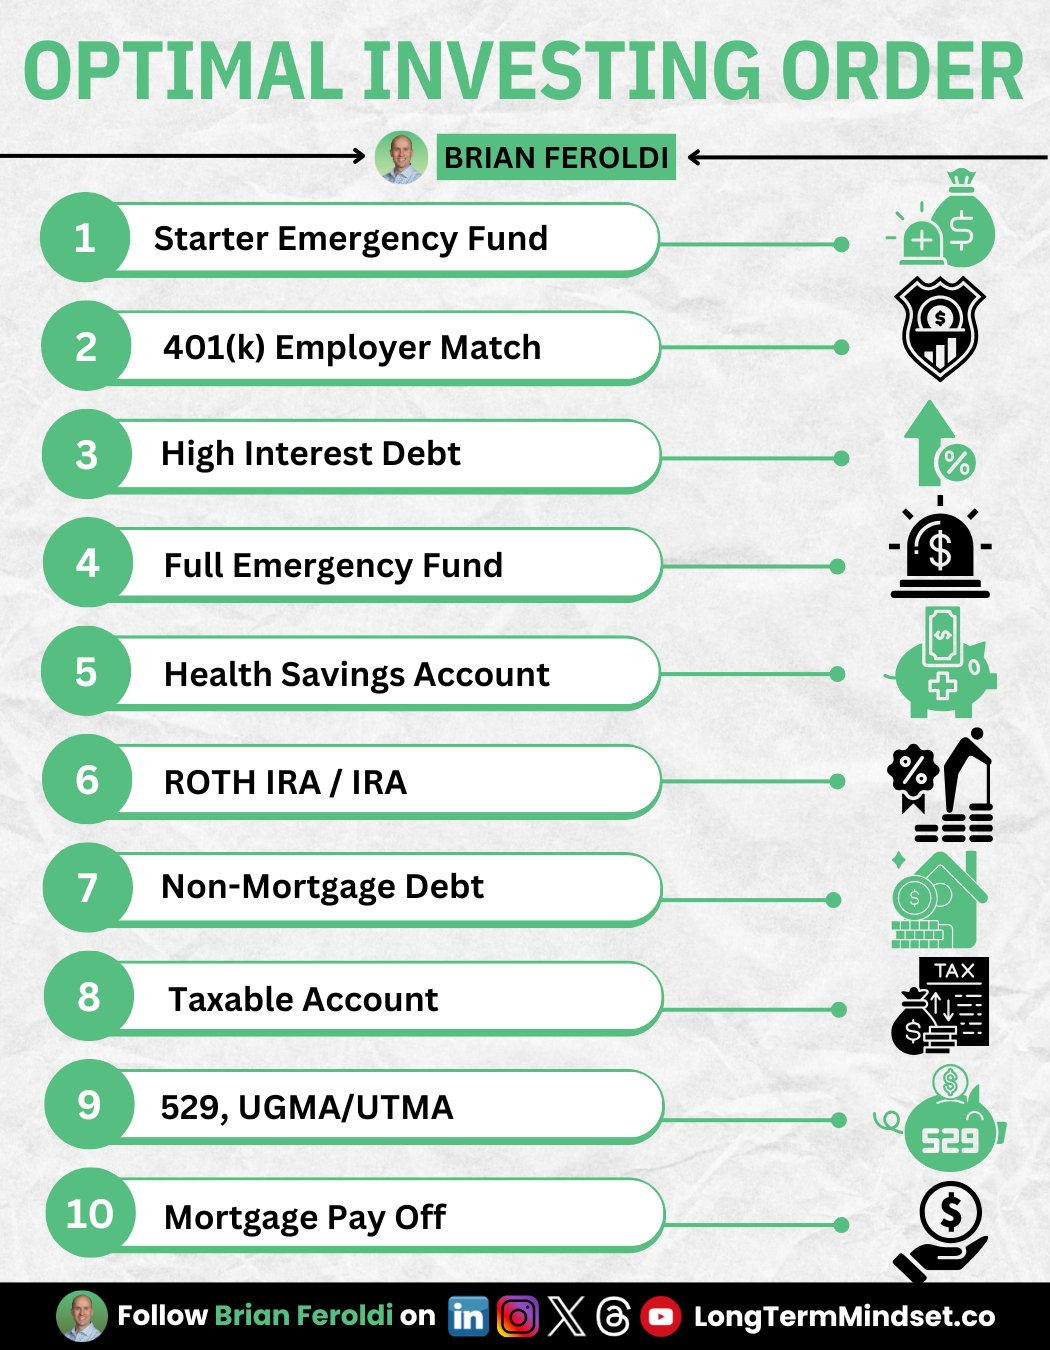 OPTIMAL INVESTING ORDER
BRIAN FEROLDI
1 Starter Emergency Fund
$
2 401(k) Employer Match
$
3 High Interest Debt
%
4 Full Emergency Fund
$
5 Health Savings Account
$
6 ROTH IRA / IRA
%
7 Non-Mortgage Debt
$
8 Taxable Account
TAX
$
9 529, UGMA/UTMA
$
529
10 Mortgage Pay Off
$
Follow Brian Feroldi on in LongTermMindset.co